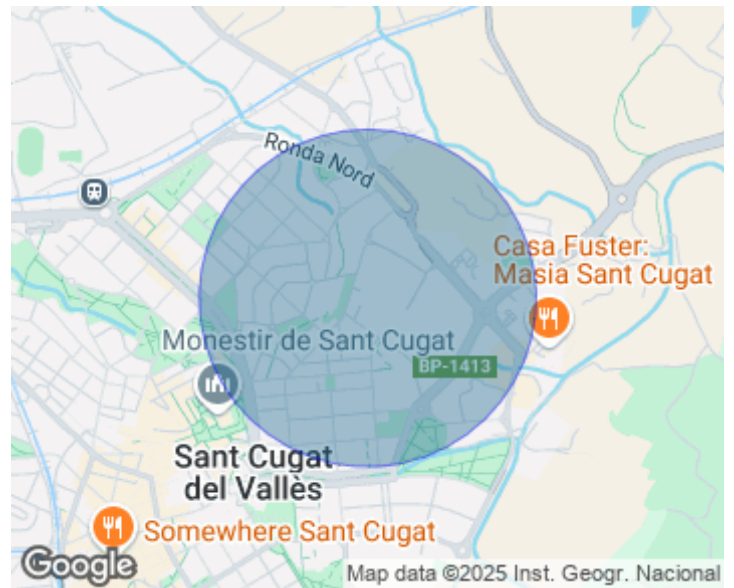 Ronda Nord
Casa Fuster:
Masia Sant Cugat
Monestir de Sant Cugat
BP-1413
Sant Cugat
del Vallès
Somewhere Sant Cugat
Google
Map data ©2025 Inst. Geogr. Nacional